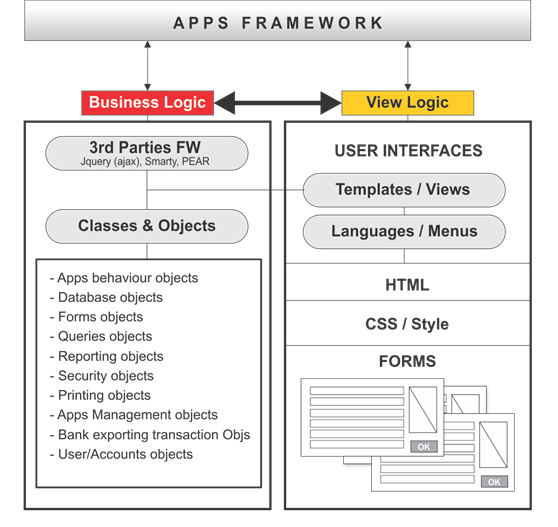 APPS FRAMEWORK
Business Logic
View Logic
3rd Parties FW
Jquery (ajax), Smarty, PEAR
Classes & Objects
- Apps behaviour objects
- Database objects
- Forms objects
- Queries objects
- Reporting objects
- Security objects
- Printing objects
- Apps Management objects
- Bank exporting transaction Objs
- User/Accounts objects
USER INTERFACES
Templates / Views
Languages / Menus
HTML
CSS / Style
FORMS
OK
OK